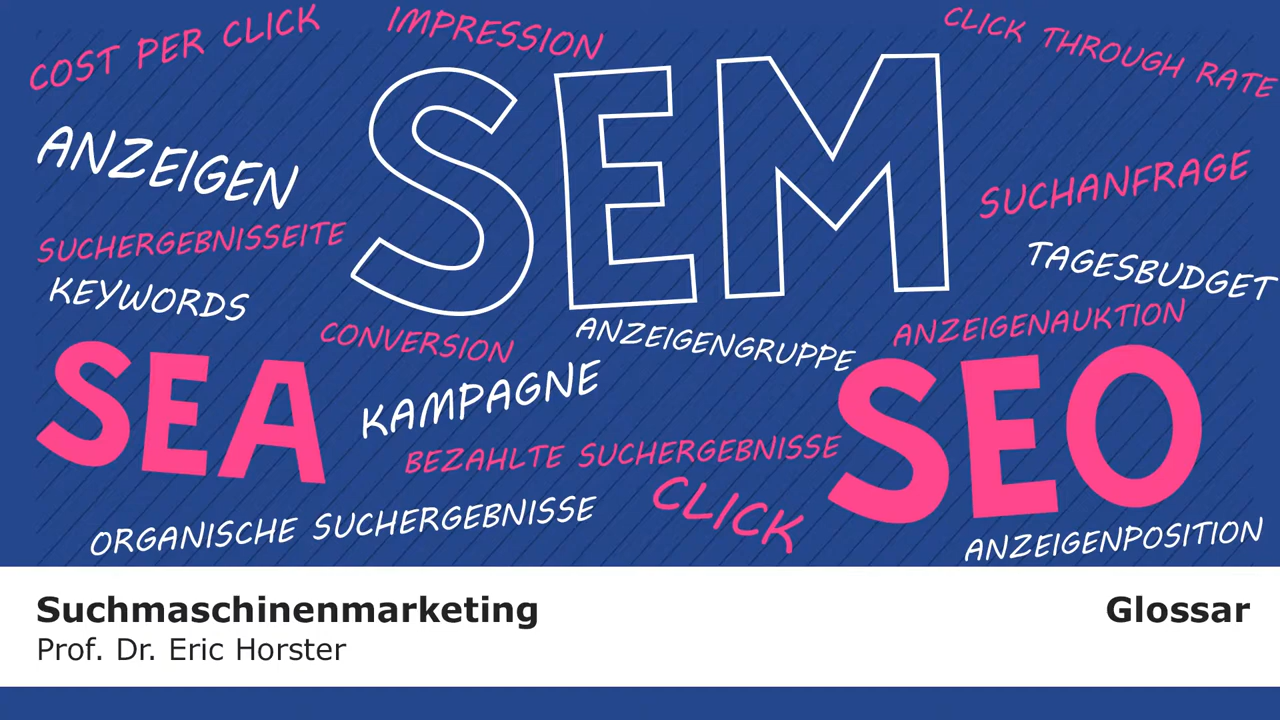 COST PER CLICK
IMPRESSION
CLICK THROUGH RATE
SEM
ANZEIGEN
SUCHANFRAGE
SUCHERGEBNISSEITE
TAGESBUDGET
KEYWORDS
CONVERSION
ANZEIGENGRUPPE
ANZEIGENAUKTION
SEA
KAMPAGNE
SEO
BEZAHLTE SUCHERGEBNISSE
CLICK
ORGANISCHE SUCHERGEBNISSE
ANZEIGENPOSITION
Suchmaschinenmarketing
Glossar
Prof. Dr. Eric Horster